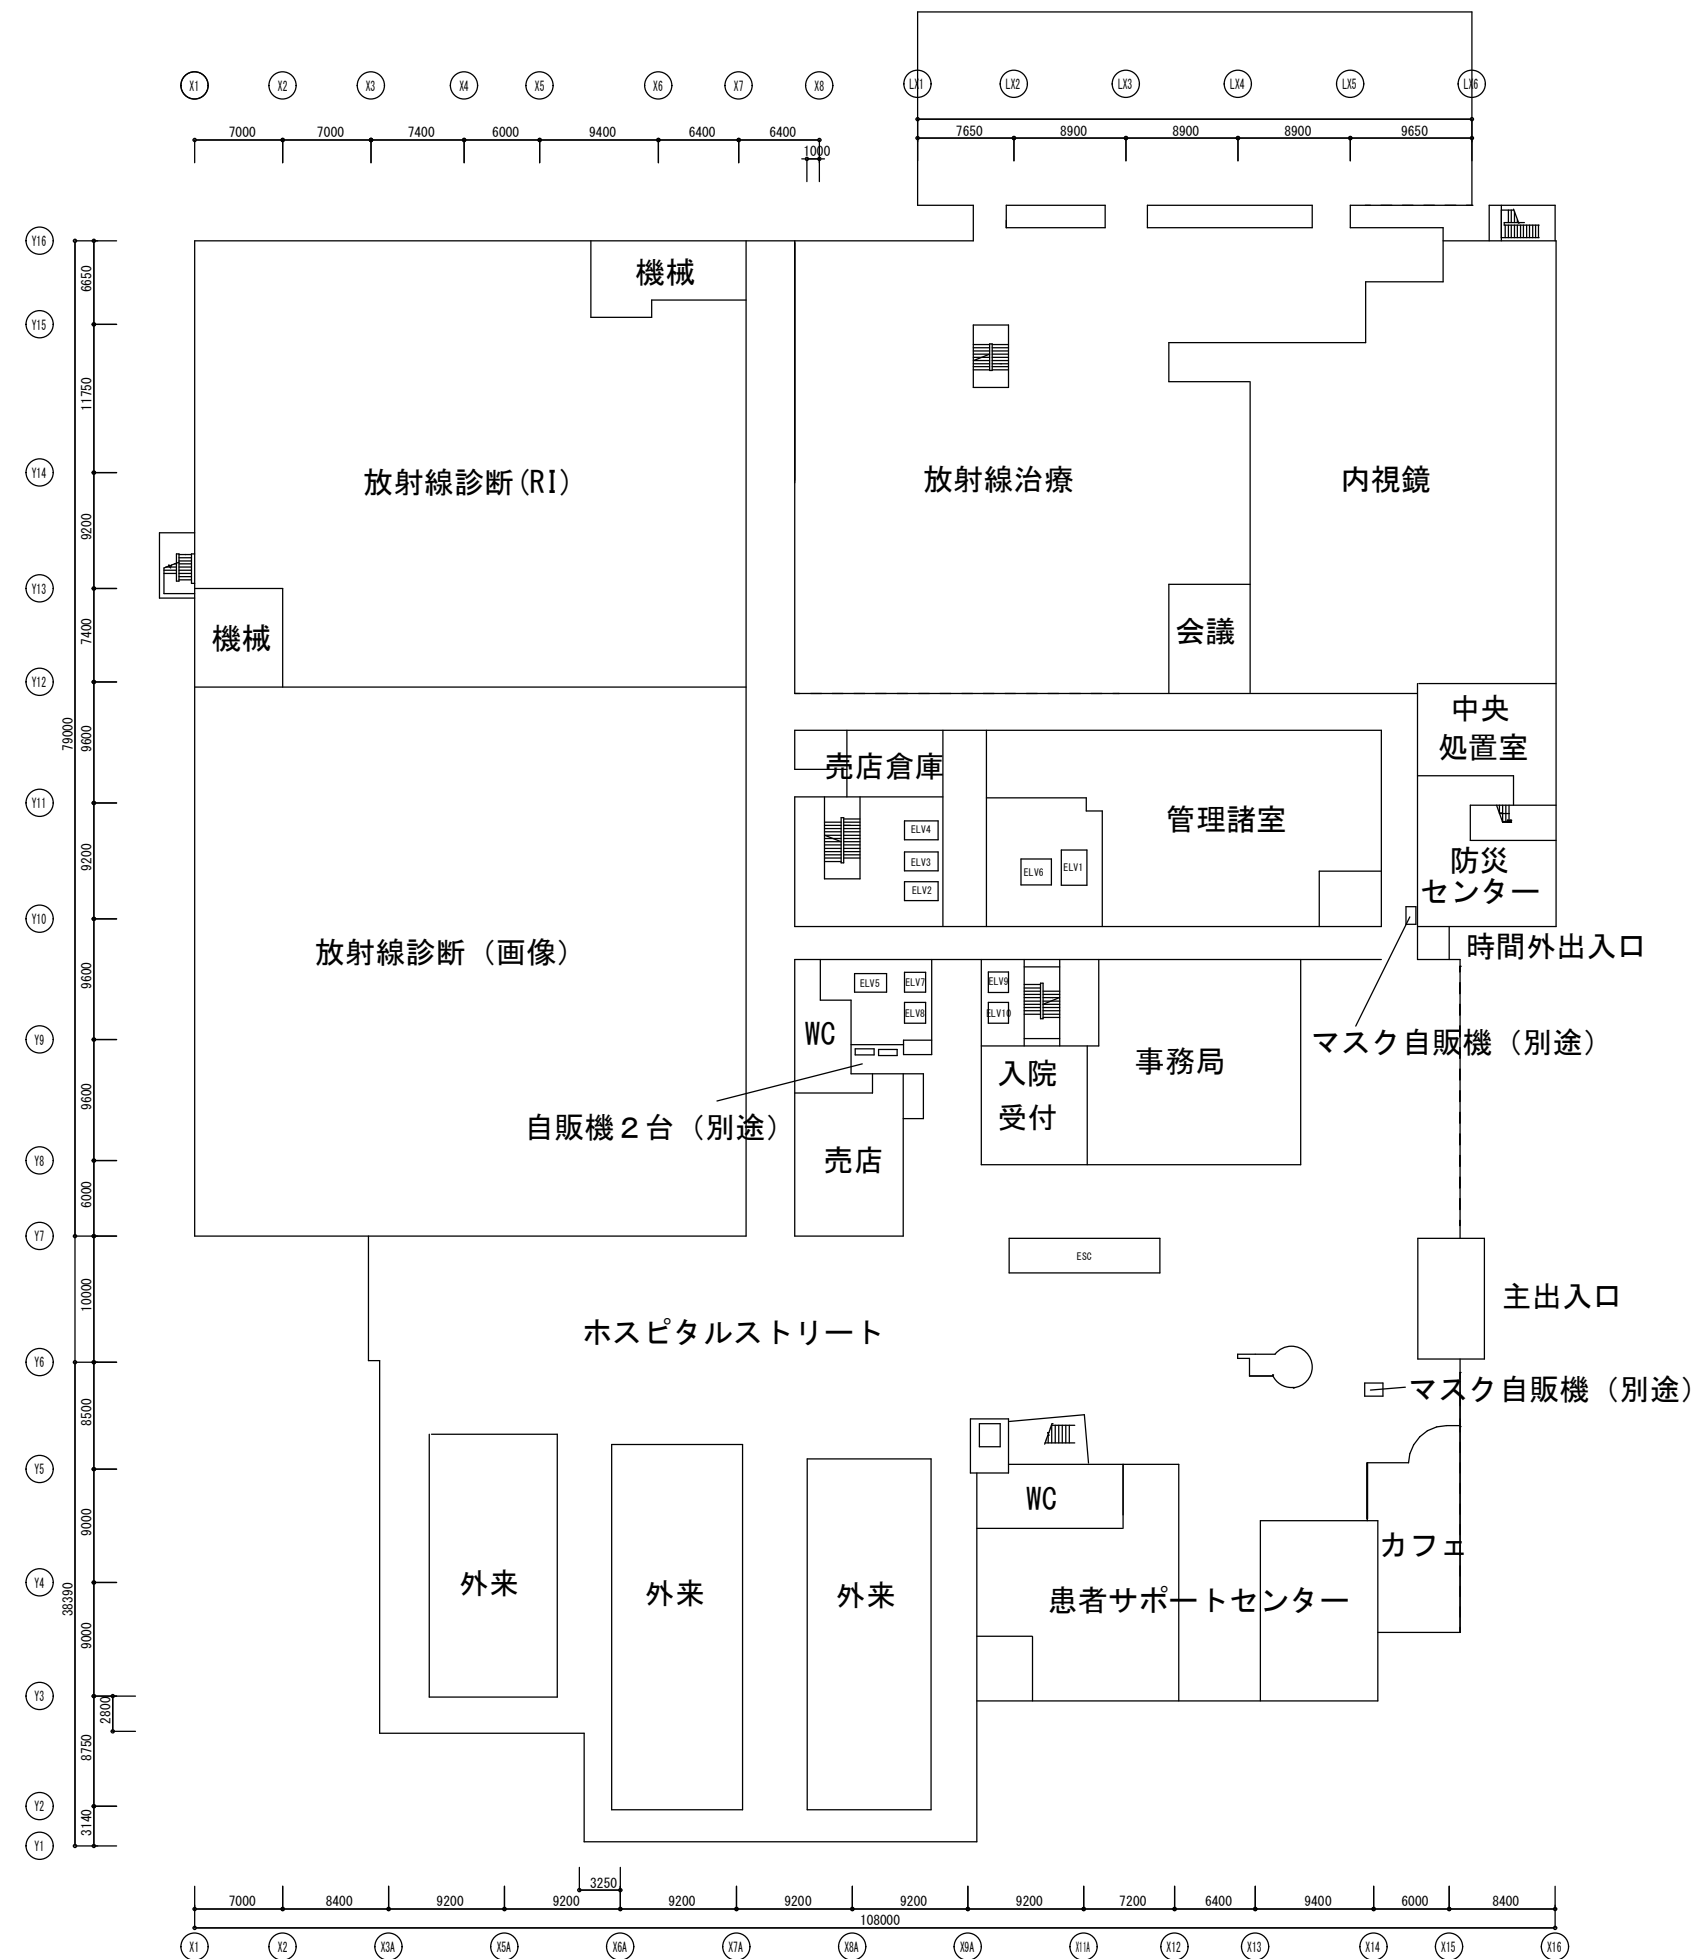 X1 X2 X3 X4 X5 X6 X7 X8 LX1 LX2 LX3 LX4 LX5 LX6
7000 7000 7400 6000 9400 6400 6400 7650 8900 8900 8900 9650
1000
Y16
6650
機械
Y15
11750
Y14
放射線診断(RI)
放射線治療
内視鏡
9200
Y13
機械
会議
7400
Y12
中央
処置室
79000
9600
売店倉庫
Y11
管理諸室
ELV4
ELV3
ELV2
ELV6
ELV1
9200
防災
センター
Y10
放射線診断（画像）
時間外出入口
9600
ELV5
ELV7
ELV8
ELV9
ELV10
WC
Y9
マスク自販機（別途）
事務局
入院
受付
9600
自販機２台（別途）
売店
Y8
6000
Y7
ESC
10000
主出入口
ホスピタルストリート
Y6
マスク自販機（別途）
8500
Y5
WC
9000
カフェ
Y4
外来
外来
外来
患者サポートセンター
38390
9000
Y3
2800
8750
Y2
3140
Y1
3250
7000 8400 9200 9200 9200 9200 9200 9200 7200 6400 9400 6000 8400
108000
X1 X2 X3A X5A X6A X7A X8A X9A X11A X12 X13 X14 X15 X16